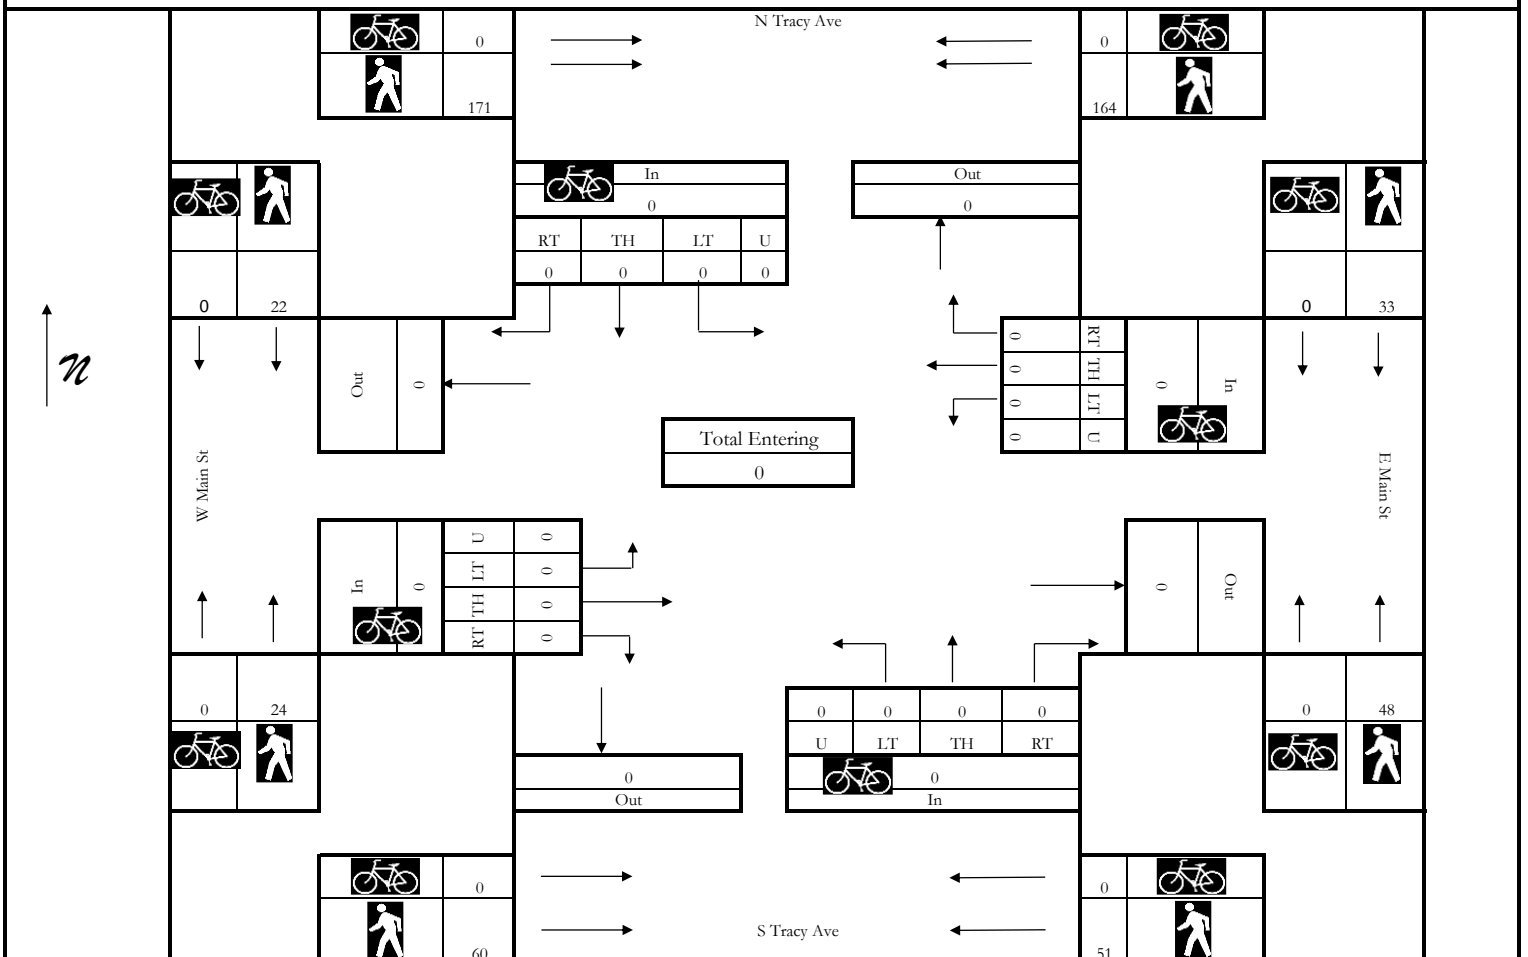 N Tracy Ave
0
0
171
164
In
Out
0
0
RT TH LT U
0 0 0 0
0 22
0 33
N
Out 0
0 RT
0 TH
0 LT
0 U
0 In
Total Entering
0
W Main St
E Main St
In 0
U 0
LT 0
TH 0
RT 0
0 Out
0 24
0 48
0 0 0 0
U LT TH RT
0
Out
0
In
0
0
S Tracy Ave
60
51